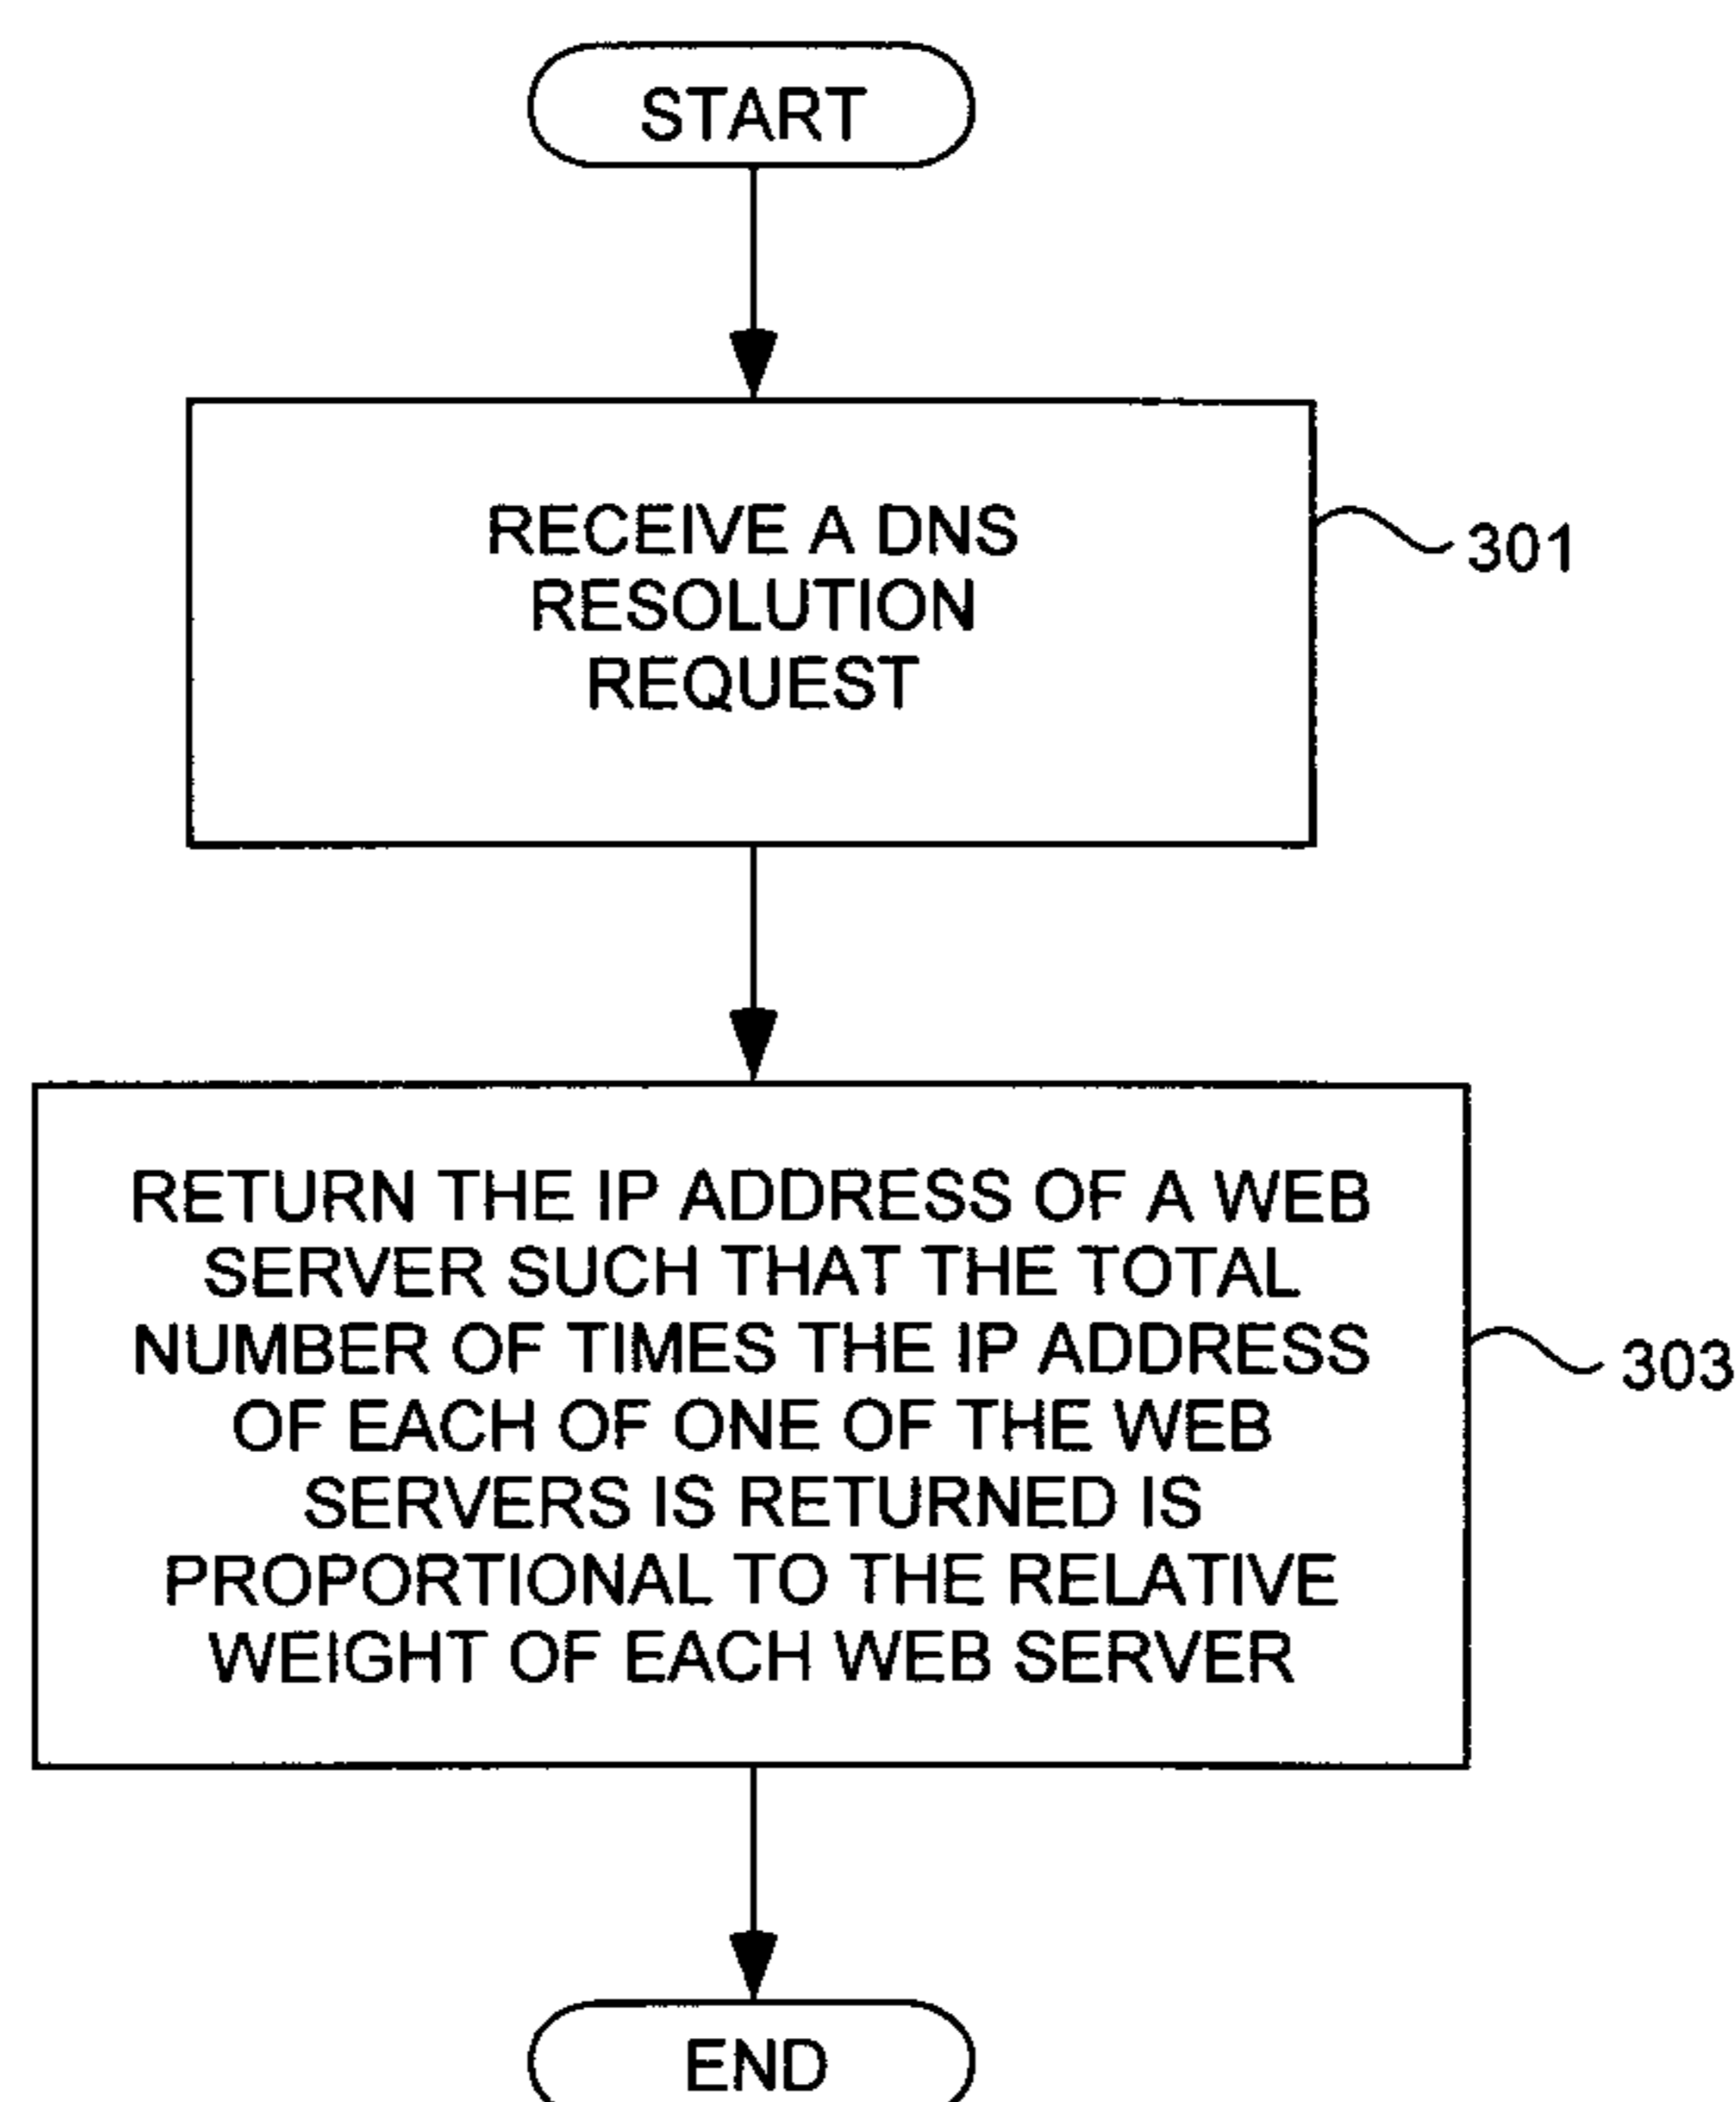 START
RECEIVE A DNS
RESOLUTION
REQUEST
301
RETURN THE IP ADDRESS OF A WEB
SERVER SUCH THAT THE TOTAL
NUMBER OF TIMES THE IP ADDRESS
OF EACH OF ONE OF THE WEB
SERVERS IS RETURNED IS
PROPORTIONAL TO THE RELATIVE
WEIGHT OF EACH WEB SERVER
303
END